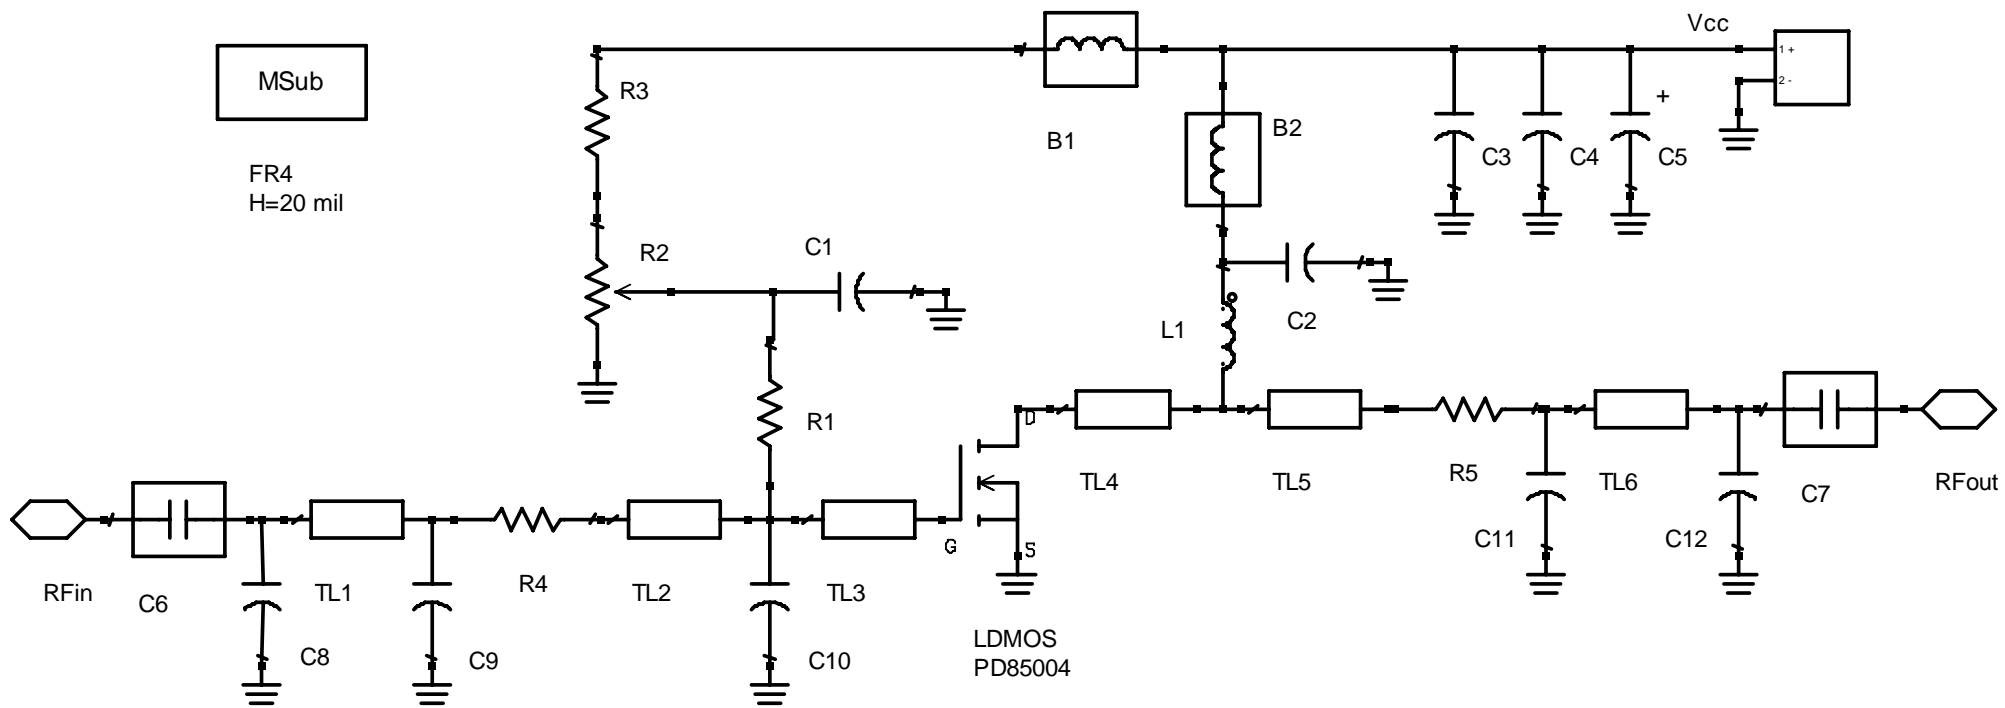 Vcc
1 +
2 -
MSub
R3
+
B1
B2
C3
C4
C5
FR4
H=20 mil
R2
C1
L1
C2
D
R1
TL4
TL5
R5
TL6
C7
RFout
G
S
C11
C12
RFin
C6
TL1
R4
TL2
TL3
C8
C9
C10
LDMOS
PD85004